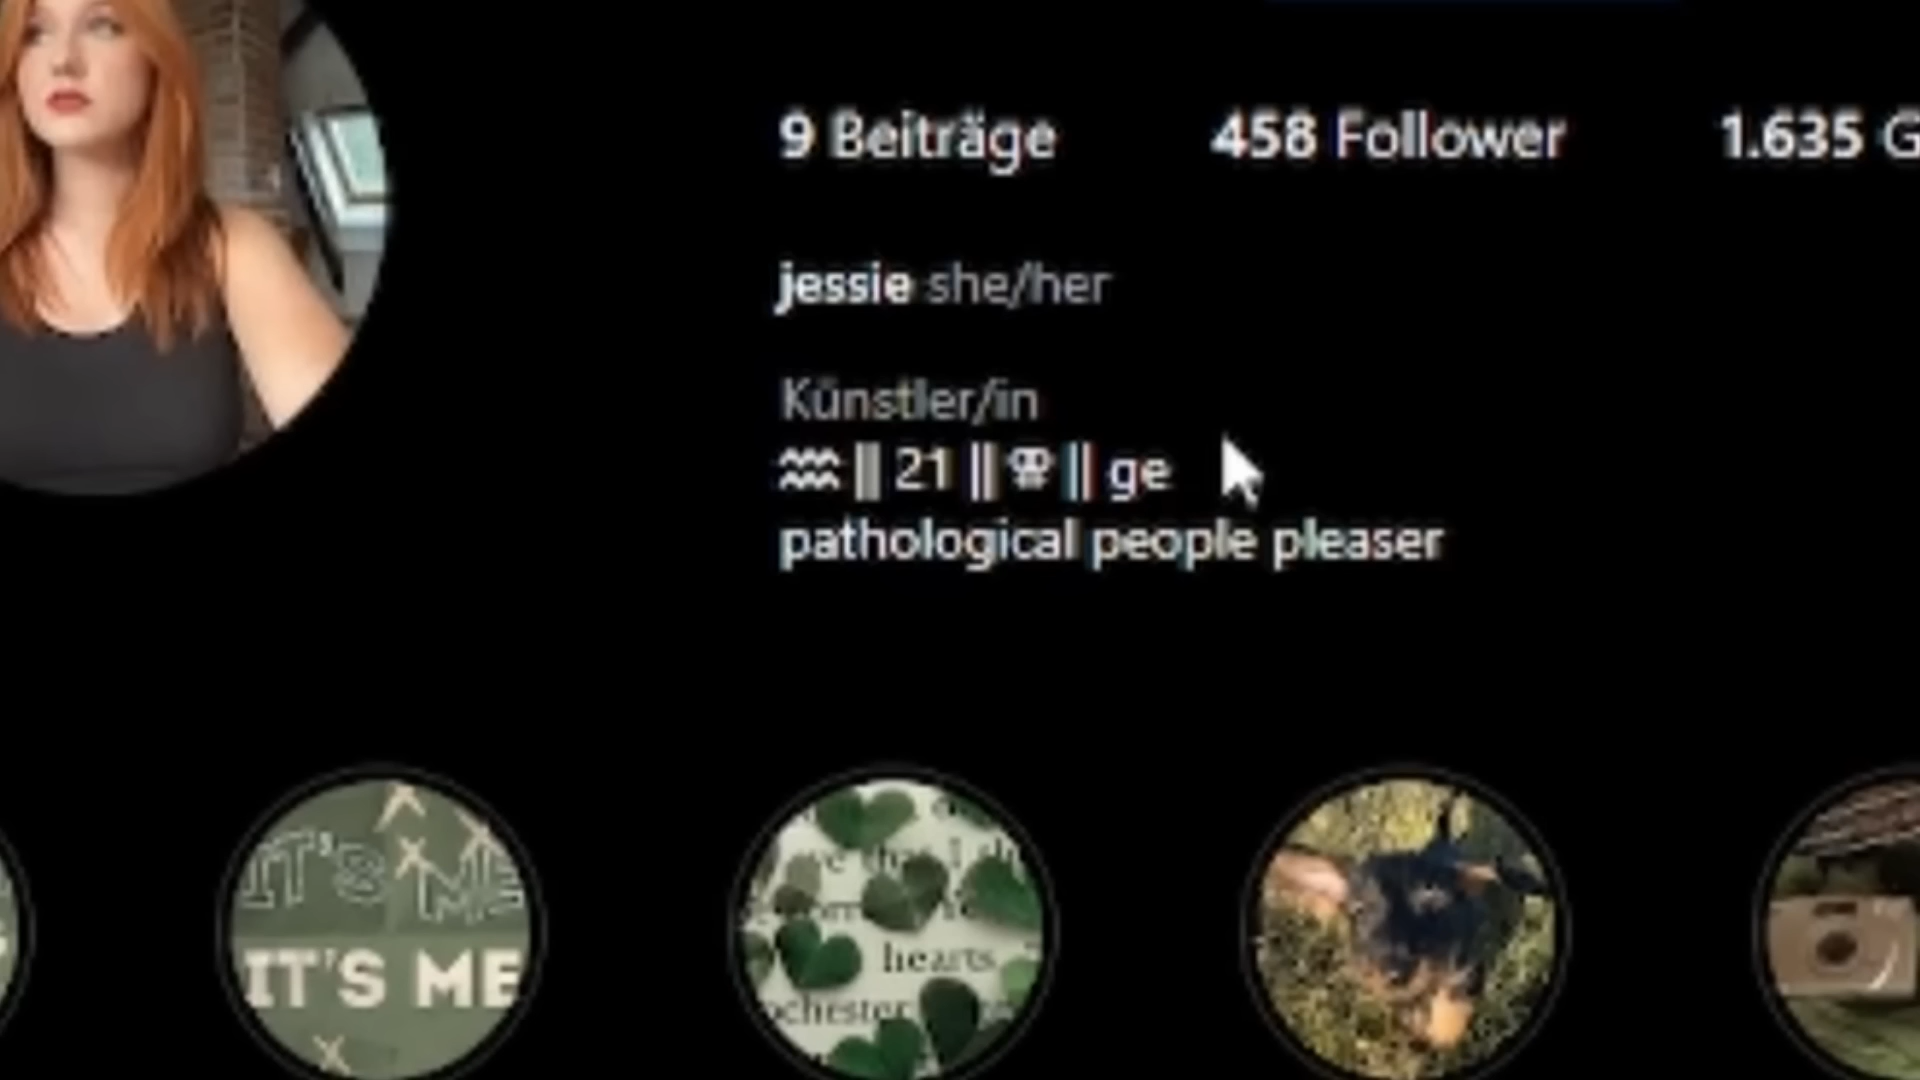 9 Beiträge 458 Follower 1.635 G
jessie she/her
Künstler/in
♒ || 21 || 💀 || ge
pathological people pleaser
IT'S ME
IT'S ME
hearts
ochester